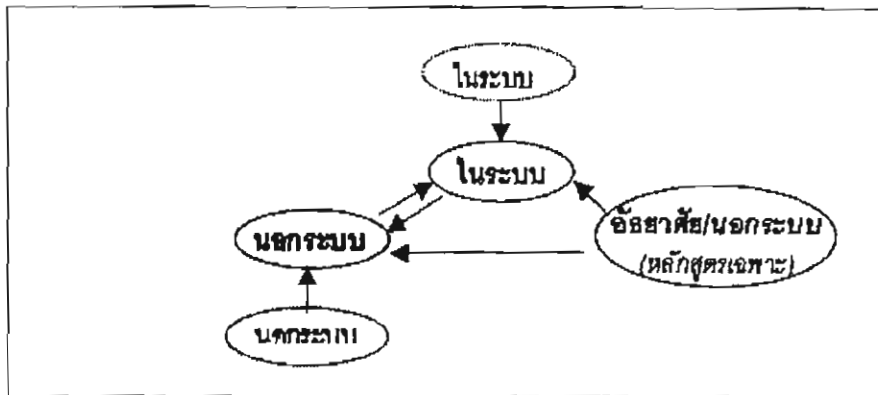 ในระบบ
ในระบบ
อัธยาศัย/นอกระบบ
(หลักสูตรเฉพาะ)
นอกระบบ
นอกระบบ